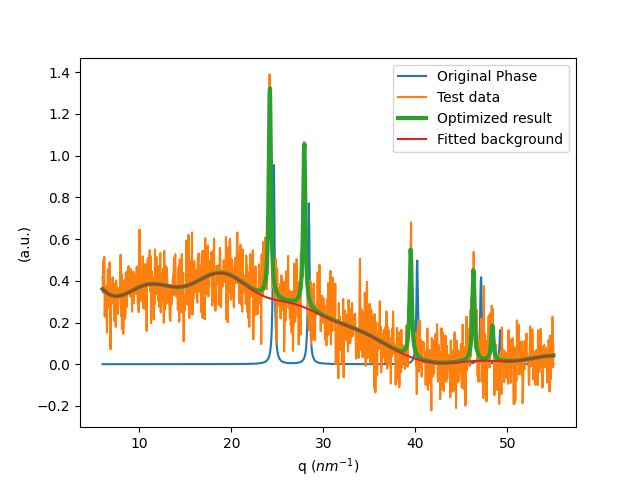 1.4
1.2
1.0
0.8
0.6
0.4
0.2
0.0
−0.2
(a.u.)
Original Phase
Test data
Optimized result
Fitted background
10 20 30 40 50
q (nm⁻¹)